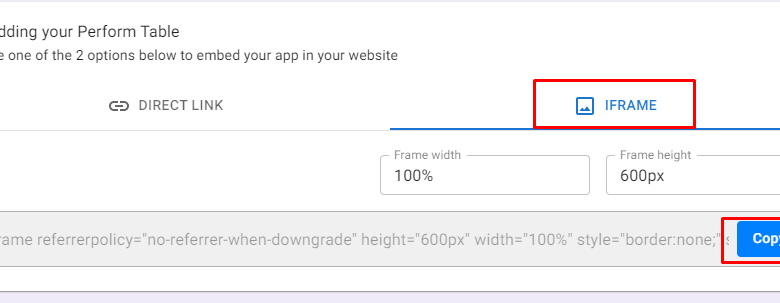 dding your Perform Table
e one of the 2 options below to embed your app in your website
DIRECT LINK
IFRAME
Frame width
Frame height
100%
600px
rame referrerpolicy="no-referrer-when-downgrade" height="600px" width="100%" style="border:none;" s
Copy